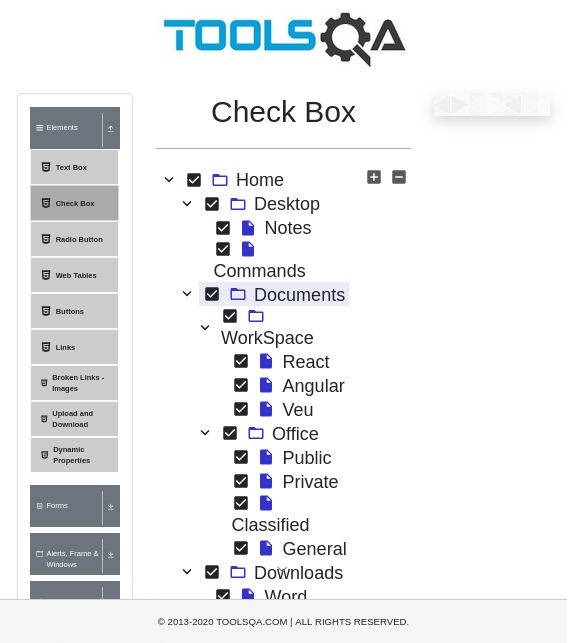 TOOLSQA
Check Box
Elements
Text Box
Check Box
Radio Button
Web Tables
Buttons
Links
Broken Links -
Images
Upload and
Download
Dynamic
Properties
Forms
Alerts, Frame &
Windows
Home
Desktop
Notes
Commands
Documents
WorkSpace
React
Angular
Veu
Office
Public
Private
Classified
General
Downloads
Word
© 2013-2020 TOOLSQA.COM | ALL RIGHTS RESERVED.